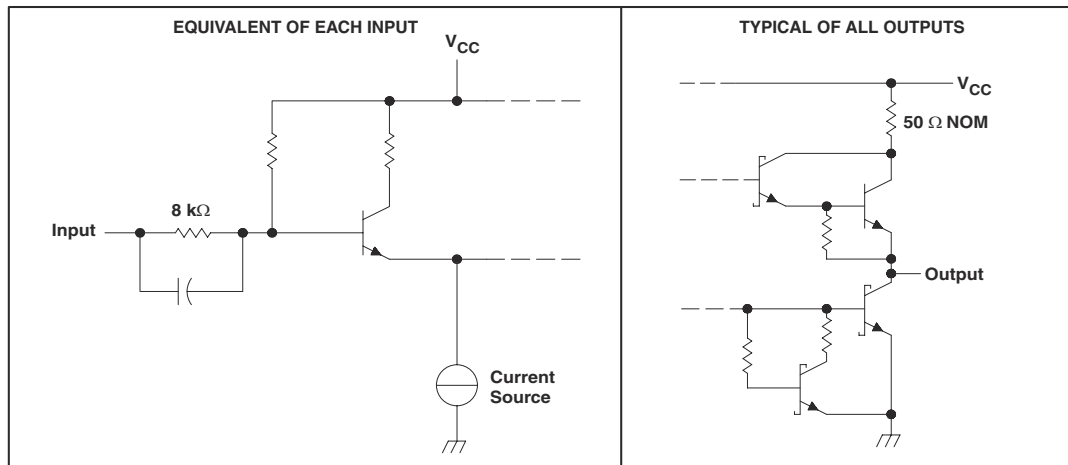 EQUIVALENT OF EACH INPUT
VCC
8 kΩ
Input
Current
Source
TYPICAL OF ALL OUTPUTS
VCC
50 Ω NOM
Output